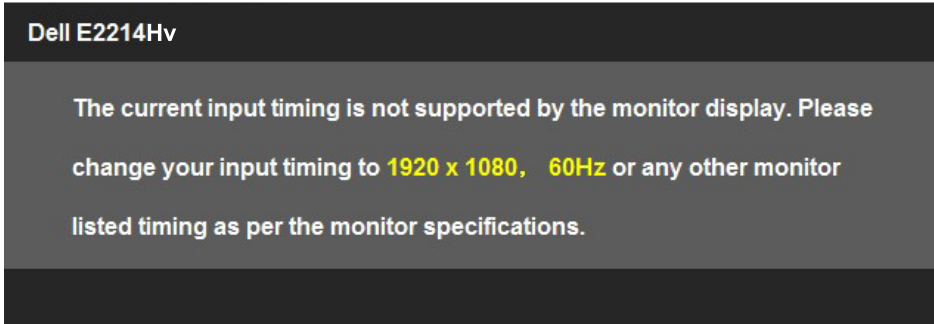 Dell E2214Hv
The current input timing is not supported by the monitor display. Please
change your input timing to 1920 x 1080， 60Hz or any other monitor
listed timing as per the monitor specifications.